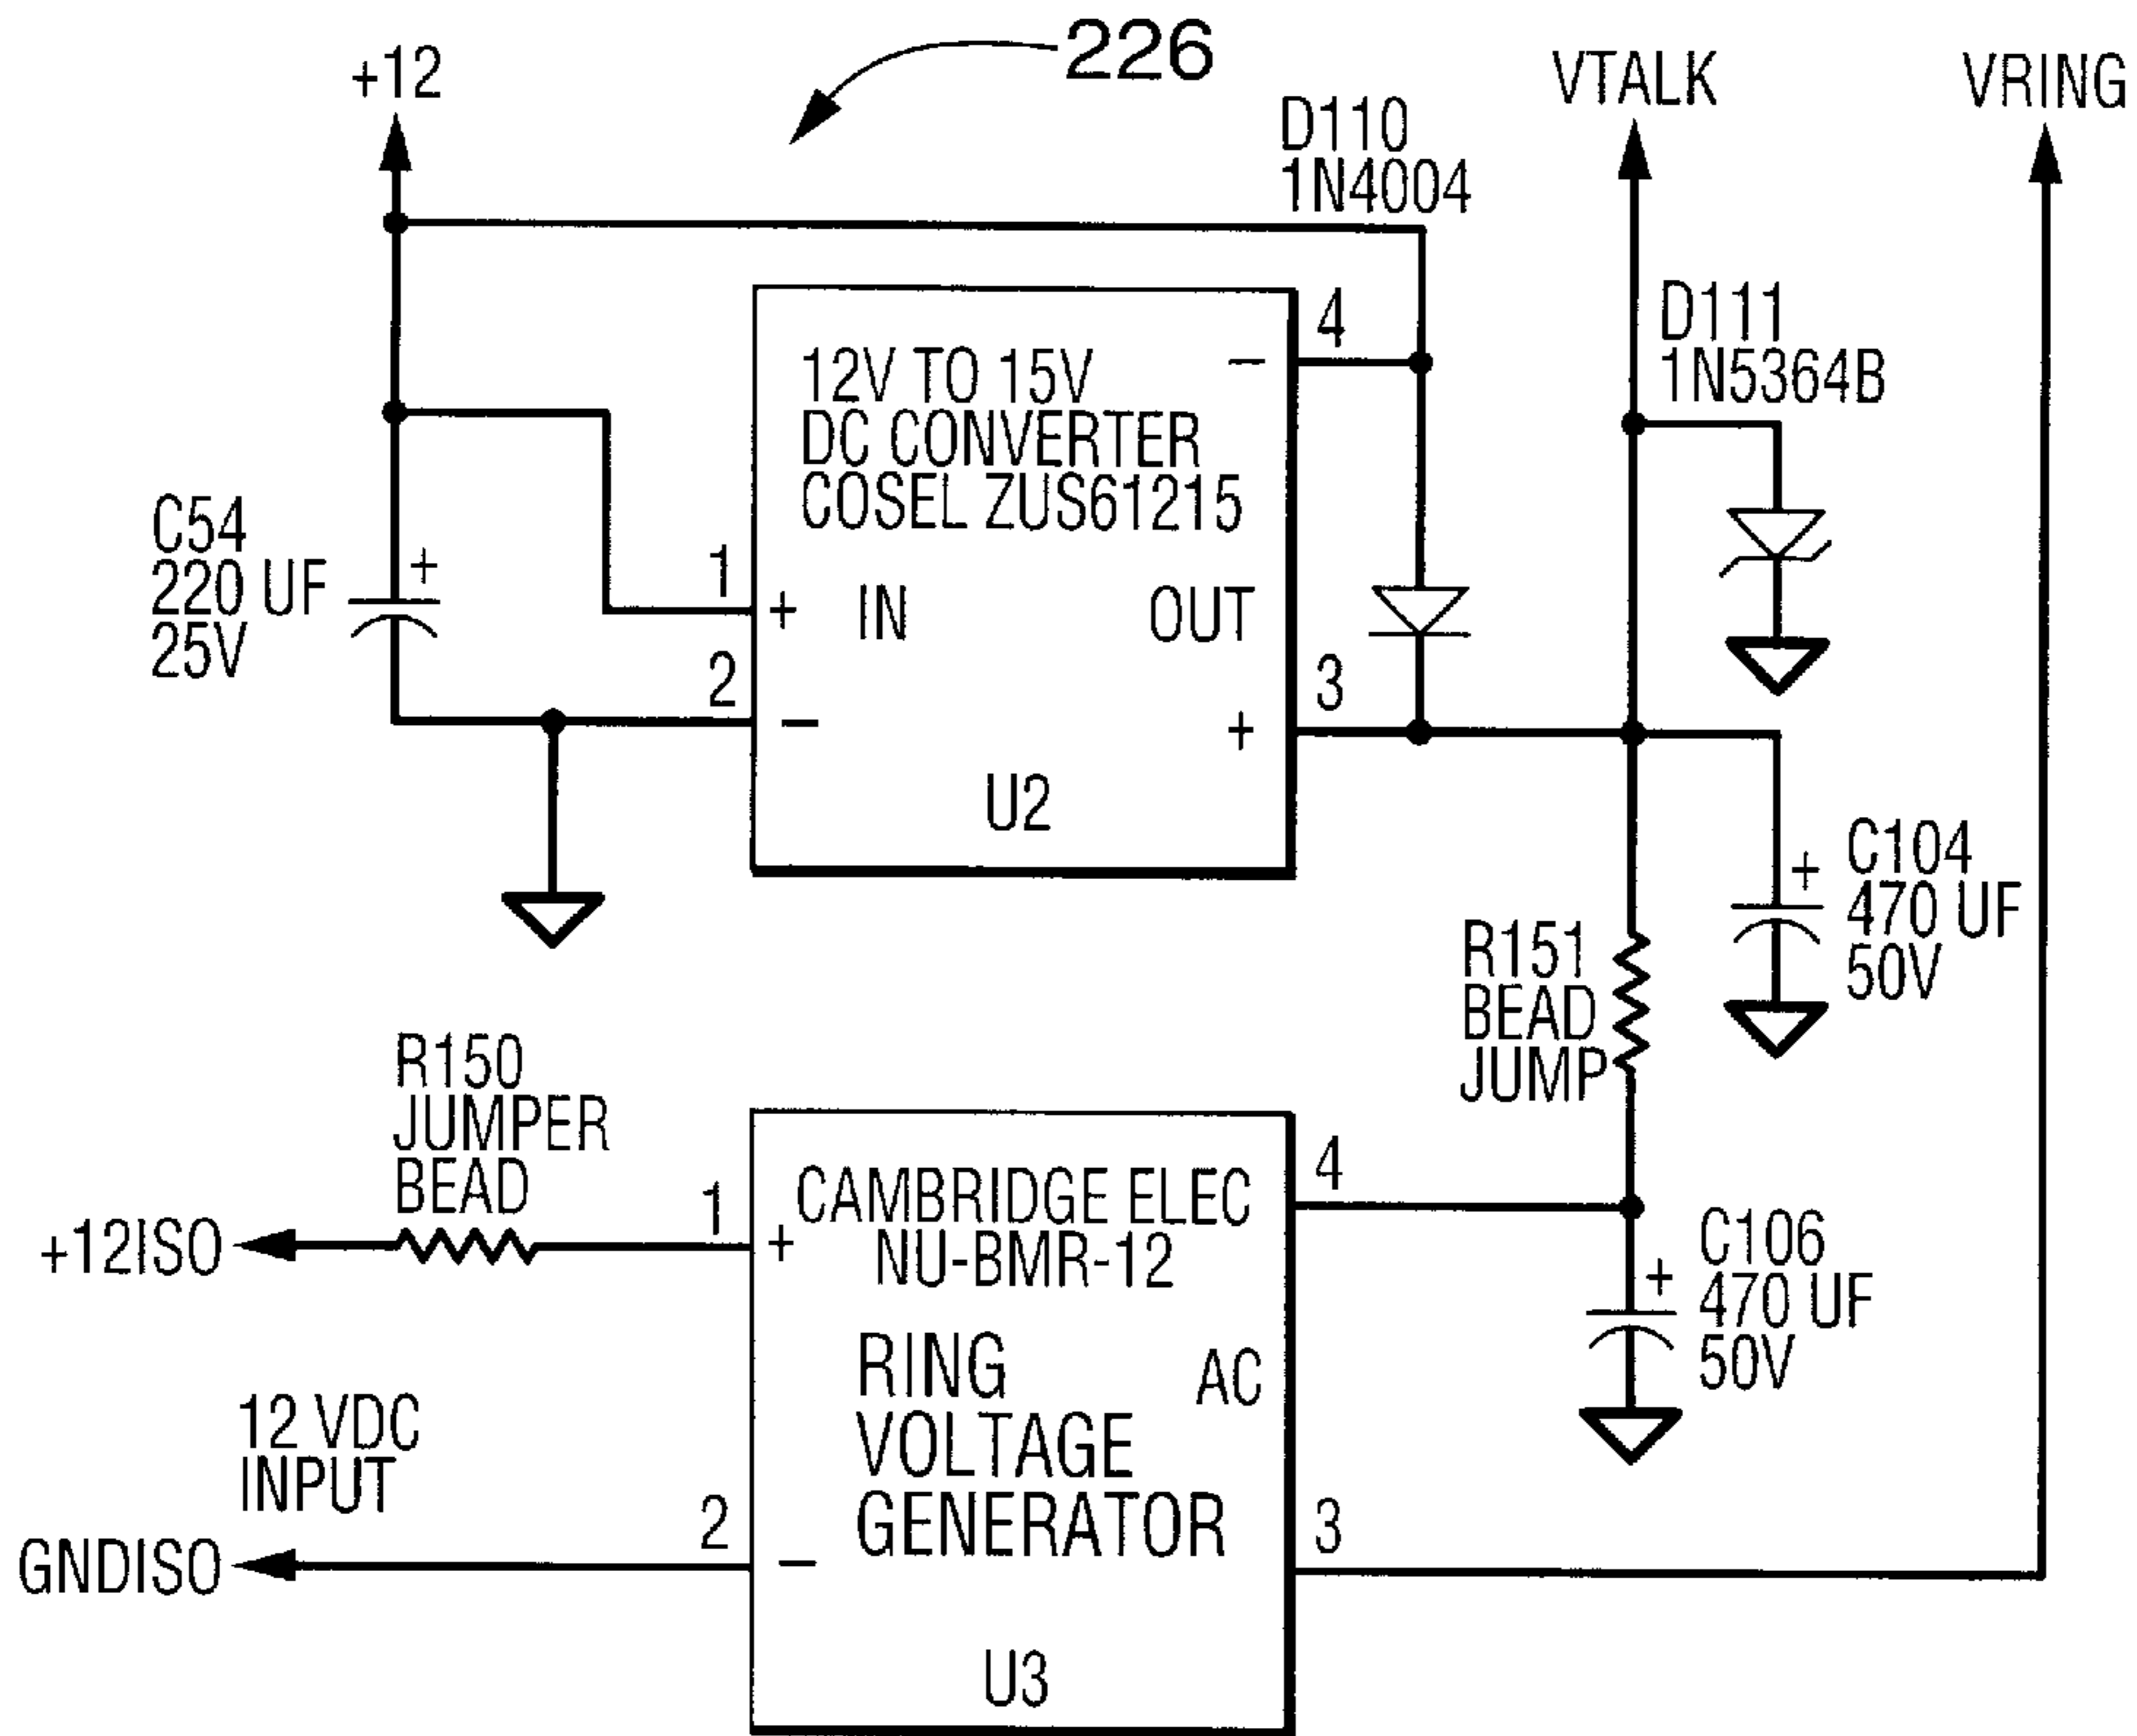 226
+12
VTALK
VRING
D110
1N4004
D111
1N5364B
4
12V TO 15V
DC CONVERTER
COSEL ZUS61215
−
C54
220 UF
25V
+
1
+
IN
OUT
2
−
3
+
U2
C104
470 UF
50V
+
R151
BEAD
JUMP
R150
JUMPER
BEAD
+12ISO
1
+
CAMBRIDGE ELEC
NU-BMR-12
4
C106
470 UF
50V
+
RING
VOLTAGE
GENERATOR
AC
12 VDC
INPUT
GNDISO
2
−
3
U3